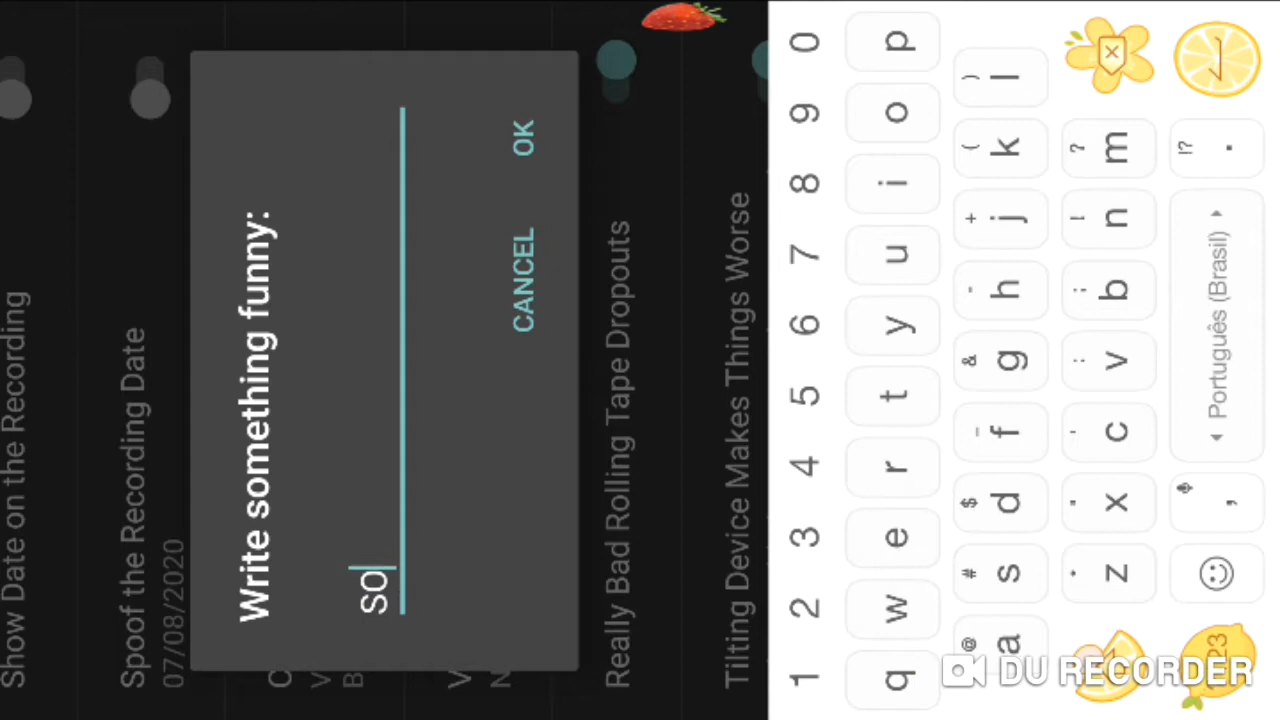 Show Date on the Recording
Spoof the Recording Date
07/08/2020
Write something funny:
SO
CANCEL OK
Really Bad Rolling Tape Dropouts
Tilting Device Makes Things Worse
1 2 3 4 5 6 7 8 9 0
q w e r t y u i o p
@ # $ _ & - + ( )
a s d f g h j k l
* " ' : ; ! ?
z x c v b n m
123 , Português (Brasil) . !?
DU RECORDER